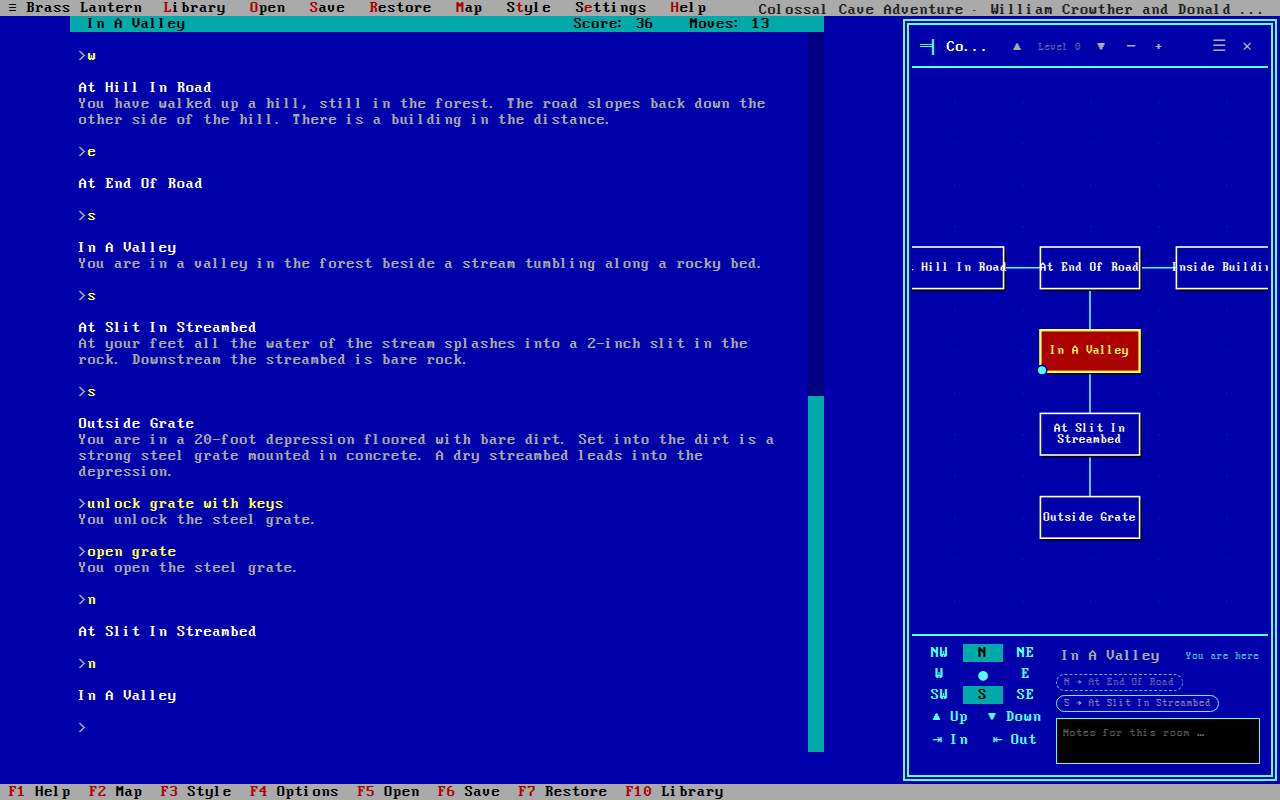 ≡ Brass Lantern Library Open Save Restore Map Style Settings Help Colossal Cave Adventure - William Crowther and Donald ...
In A Valley Score: 36 Moves: 13
>w
At Hill In Road
You have walked up a hill, still in the forest. The road slopes back down the
other side of the hill. There is a building in the distance.
>e
At End Of Road
>s
In A Valley
You are in a valley in the forest beside a stream tumbling along a rocky bed.
>s
At Slit In Streambed
At your feet all the water of the stream splashes into a 2-inch slit in the
rock. Downstream the streambed is bare rock.
>s
Outside Grate
You are in a 20-foot depression floored with bare dirt. Set into the dirt is a
strong steel grate mounted in concrete. A dry streambed leads into the
depression.
>unlock grate with keys
You unlock the steel grate.
>open grate
You open the steel grate.
>n
At Slit In Streambed
>n
In A Valley
>
Co... ▲ Level 0 ▼ − + ☰ ✕
Hill In Road At End Of Road Inside Buildin
In A Valley
At Slit In
Streambed
Outside Grate
NW N NE
W ● E
SW S SE
▲ Up ▼ Down
⇥ In ⇤ Out
In A Valley You are here
N → At End Of Road
S → At Slit In Streambed
Notes for this room …
F1 Help F2 Map F3 Style F4 Options F5 Open F6 Save F7 Restore F10 Library